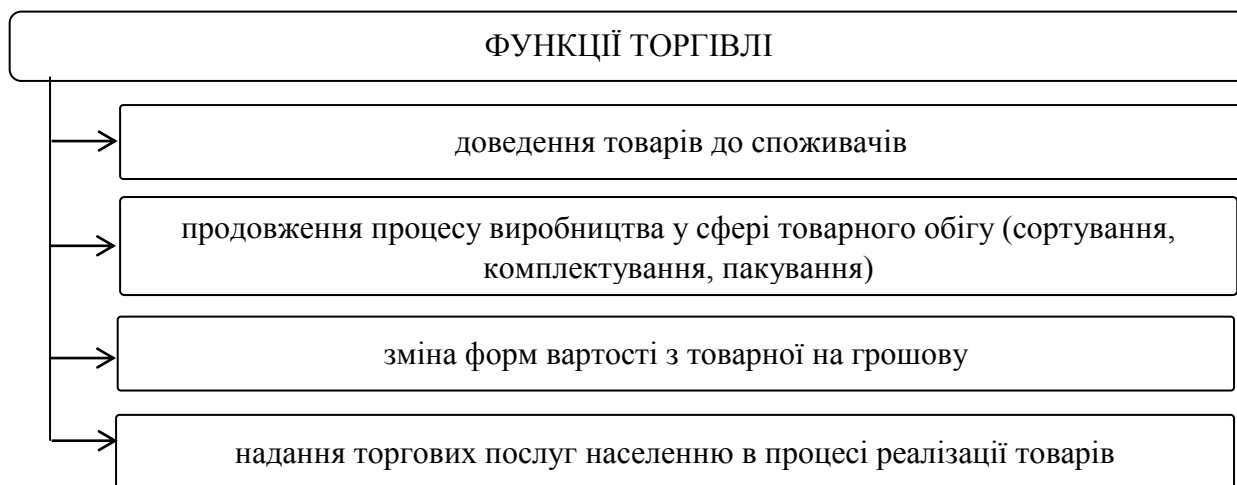 ФУНКЦІЇ ТОРГІВЛІ
доведення товарів до споживачів
продовження процесу виробництва у сфері товарного обігу (сортування,
комплектування, пакування)
зміна форм вартості з товарної на грошову
надання торгових послуг населенню в процесі реалізації товарів